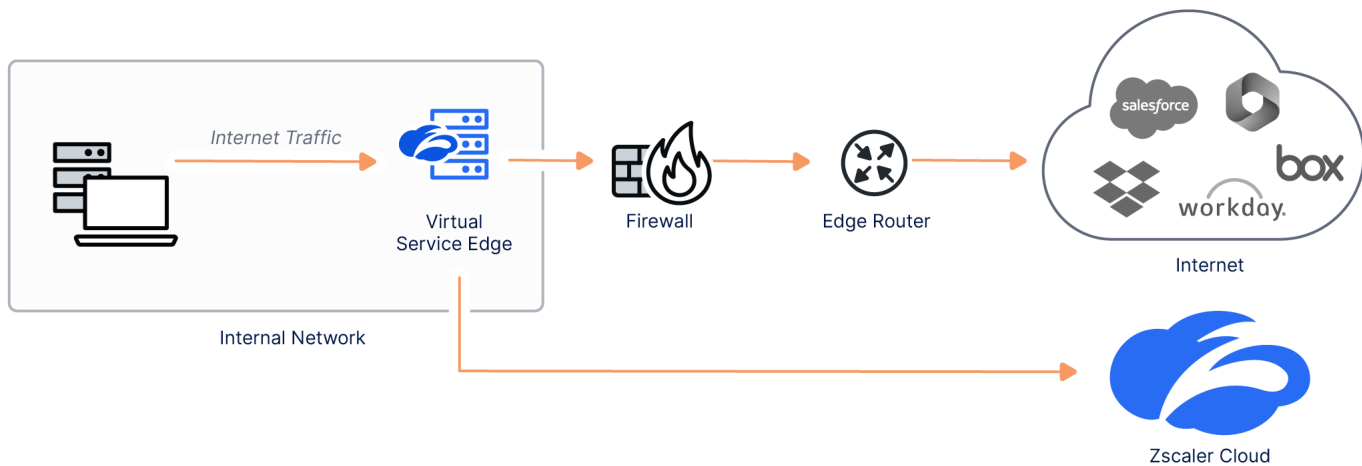 Internet Traffic
Virtual
Service Edge
Internal Network
Firewall
Edge Router
salesforce
box
workday.
Internet
Zscaler Cloud